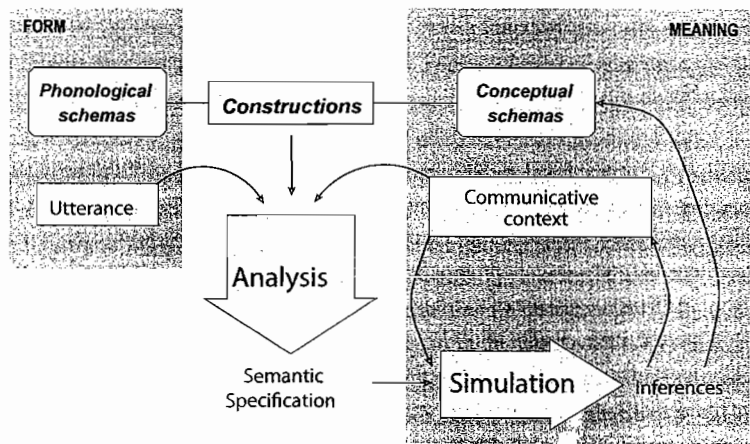 FORM
MEANING
Phonological
schemas
Constructions
Conceptual
schemas
Utterance
Communicative
context
Analysis
Semantic
Specification
Simulation
Inferences